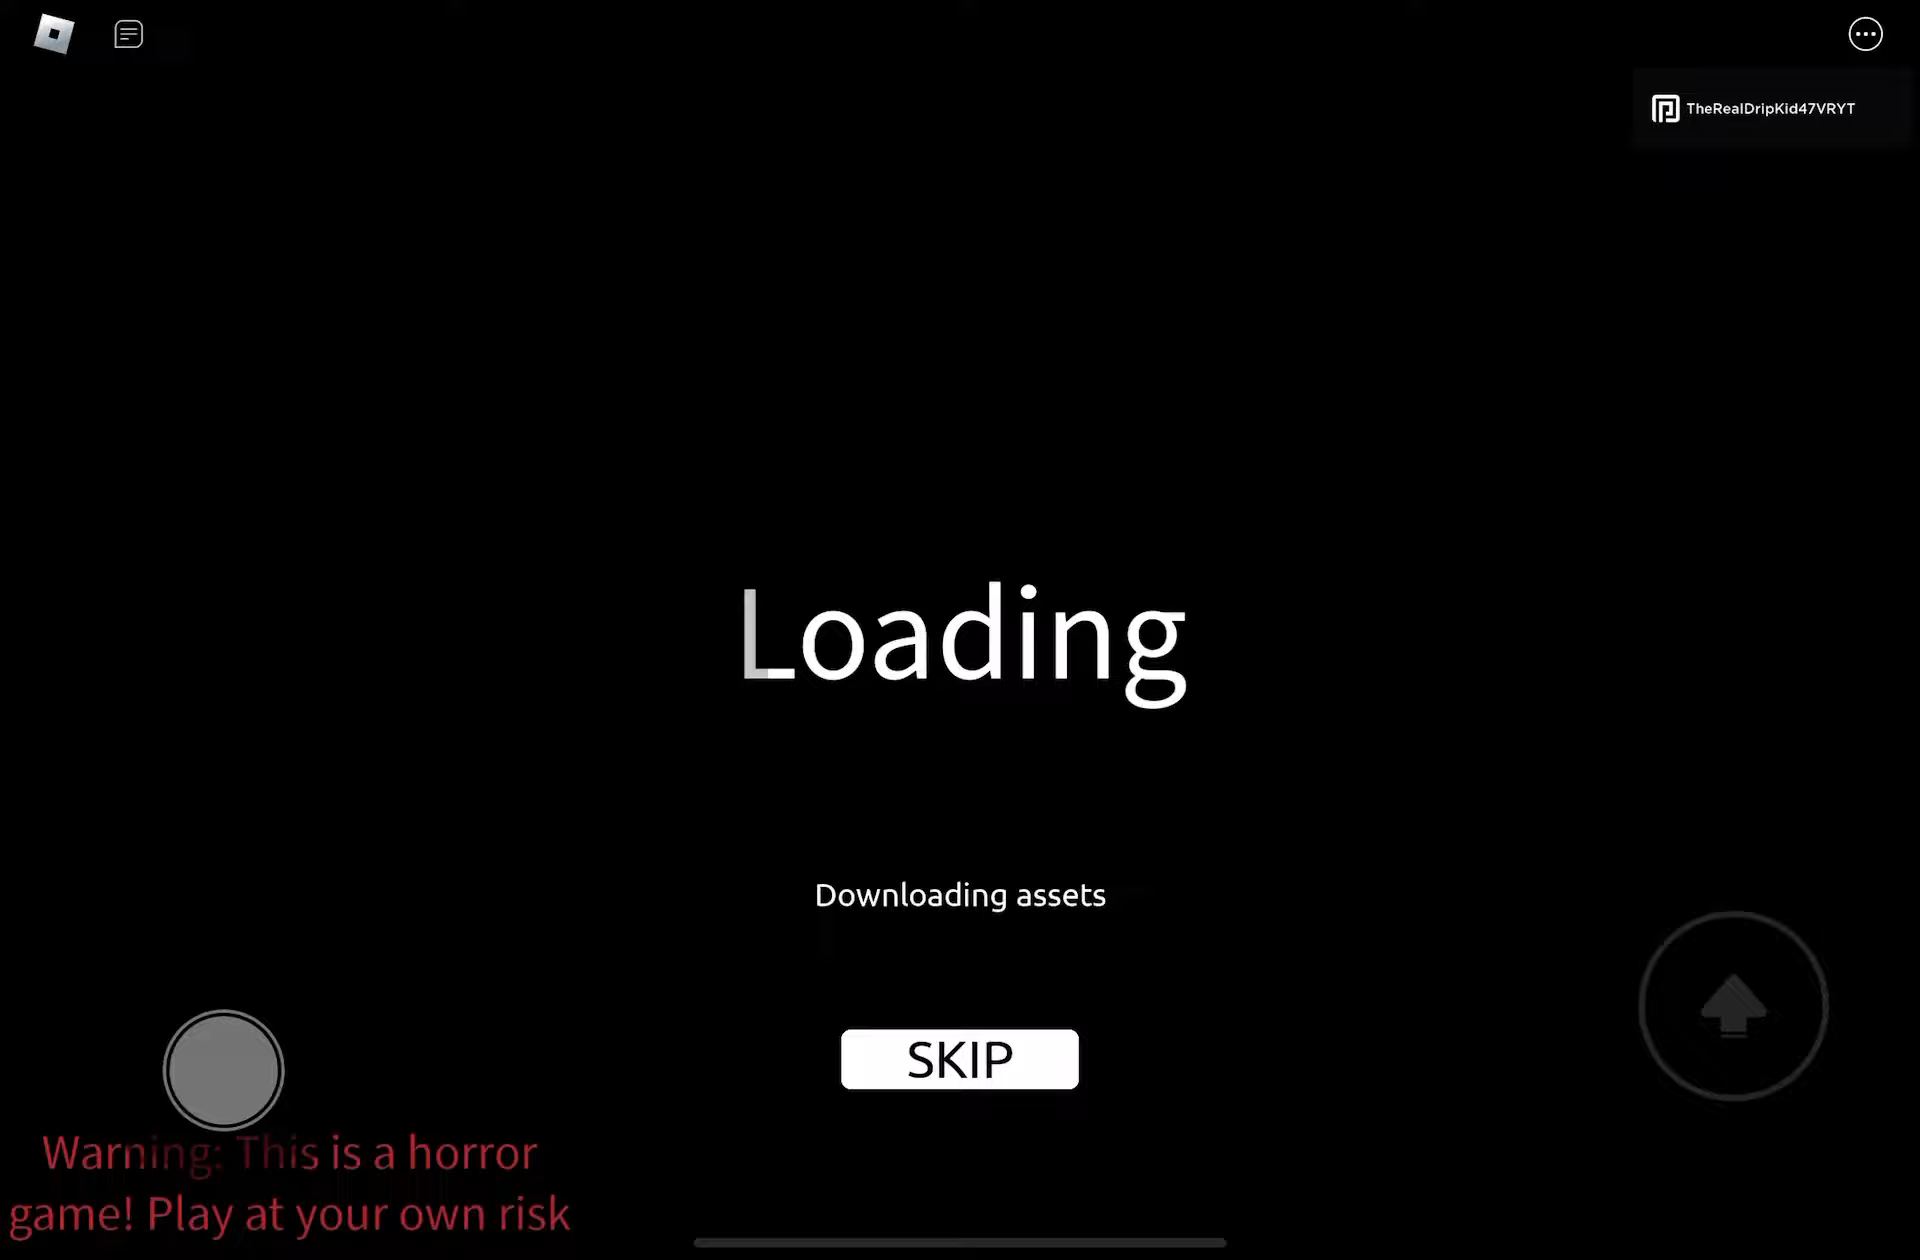 TheRealDripKid47VRYT
Loading
Downloading assets
SKIP
Warning: This is a horror
game! Play at your own risk